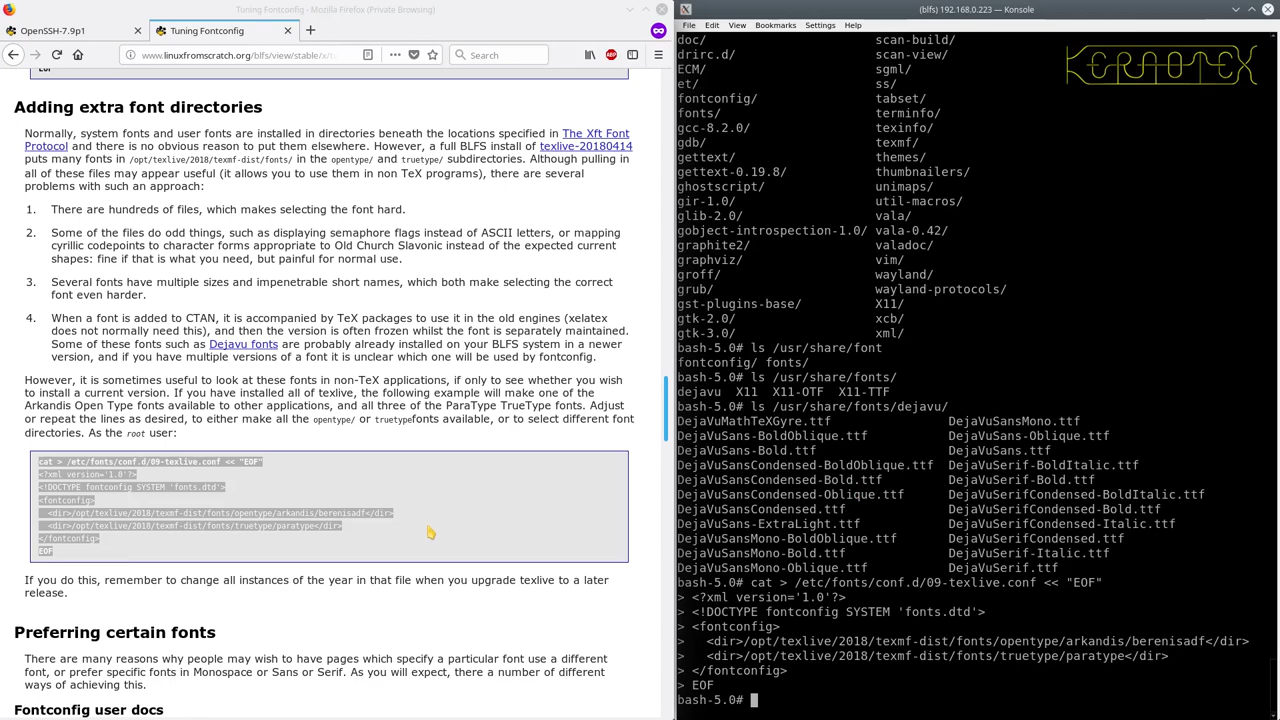 Tuning Fontconfig - Mozilla Firefox (Private Browsing)
OpenSSH-7.9p1
Tuning Fontconfig
www.linuxfromscratch.org/blfs/view/stable/x/t
Search
EOF
Adding extra font directories
Normally, system fonts and user fonts are installed in directories beneath the locations specified in The Xft Font
Protocol and there is no obvious reason to put them elsewhere. However, a full BLFS install of texlive-20180414
puts many fonts in /opt/texlive/2018/texmf-dist/fonts/ in the opentype/ and truetype/ subdirectories. Although pulling in
all of these files may appear useful (it allows you to use them in non TeX programs), there are several
problems with such an approach:
1. There are hundreds of files, which makes selecting the font hard.
2. Some of the files do odd things, such as displaying semaphore flags instead of ASCII letters, or mapping
cyrillic codepoints to character forms appropriate to Old Church Slavonic instead of the expected current
shapes: fine if that is what you need, but painful for normal use.
3. Several fonts have multiple sizes and impenetrable short names, which both make selecting the correct
font even harder.
4. When a font is added to CTAN, it is accompanied by TeX packages to use it in the old engines (xelatex
does not normally need this), and then the version is often frozen whilst the font is separately maintained.
Some of these fonts such as Dejavu fonts are probably already installed on your BLFS system in a newer
version, and if you have multiple versions of a font it is unclear which one will be used by fontconfig.
However, it is sometimes useful to look at these fonts in non-TeX applications, if only to see whether you wish
to install a current version. If you have installed all of texlive, the following example will make one of the
Arkandis Open Type fonts available to other applications, and all three of the ParaType TrueType fonts. Adjust
or repeat the lines as desired, to either make all the opentype/ or truetypefonts available, or to select different font
directories. As the root user:
cat > /etc/fonts/conf.d/09-texlive.conf << "EOF"
<?xml version='1.0'?>
<!DOCTYPE fontconfig SYSTEM 'fonts.dtd'>
<fontconfig>
<dir>/opt/texlive/2018/texmf-dist/fonts/opentype/arkandis/berenisadf</dir>
<dir>/opt/texlive/2018/texmf-dist/fonts/truetype/paratype</dir>
</fontconfig>
EOF
If you do this, remember to change all instances of the year in that file when you upgrade texlive to a later
release.
Preferring certain fonts
There are many reasons why people may wish to have pages which specify a particular font use a different
font, or prefer specific fonts in Monospace or Sans or Serif. As you will expect, there a number of different
ways of achieving this.
Fontconfig user docs
(blfs) 192.168.0.223 — Konsole
File Edit View Bookmarks Settings Help
KERAOTEX
doc/ scan-build/
drirc.d/ scan-view/
ECM/ sgml/
et/ ss/
fontconfig/ tabset/
fonts/ terminfo/
gcc-8.2.0/ texinfo/
gdb/ texmf/
gettext/ themes/
gettext-0.19.8/ thumbnailers/
ghostscript/ unimaps/
gir-1.0/ util-macros/
glib-2.0/ vala/
gobject-introspection-1.0/ vala-0.42/
graphite2/ valadoc/
graphviz/ vim/
groff/ wayland/
grub/ wayland-protocols/
gst-plugins-base/ X11/
gtk-2.0/ xcb/
gtk-3.0/ xml/
bash-5.0# ls /usr/share/font
fontconfig/ fonts/
bash-5.0# ls /usr/share/fonts/
dejavu X11 X11-OTF X11-TTF
bash-5.0# ls /usr/share/fonts/dejavu/
DejaVuMathTeXGyre.ttf DejaVuSansMono.ttf
DejaVuSans-BoldOblique.ttf DejaVuSans-Oblique.ttf
DejaVuSans-Bold.ttf DejaVuSans.ttf
DejaVuSansCondensed-BoldOblique.ttf DejaVuSerif-BoldItalic.ttf
DejaVuSansCondensed-Bold.ttf DejaVuSerif-Bold.ttf
DejaVuSansCondensed-Oblique.ttf DejaVuSerifCondensed-BoldItalic.ttf
DejaVuSansCondensed.ttf DejaVuSerifCondensed-Bold.ttf
DejaVuSans-ExtraLight.ttf DejaVuSerifCondensed-Italic.ttf
DejaVuSansMono-BoldOblique.ttf DejaVuSerifCondensed.ttf
DejaVuSansMono-Bold.ttf DejaVuSerif-Italic.ttf
DejaVuSansMono-Oblique.ttf DejaVuSerif.ttf
bash-5.0# cat > /etc/fonts/conf.d/09-texlive.conf << "EOF"
> <?xml version='1.0'?>
> <!DOCTYPE fontconfig SYSTEM 'fonts.dtd'>
> <fontconfig>
> <dir>/opt/texlive/2018/texmf-dist/fonts/opentype/arkandis/berenisadf</dir>
> <dir>/opt/texlive/2018/texmf-dist/fonts/truetype/paratype</dir>
> </fontconfig>
> EOF
bash-5.0#